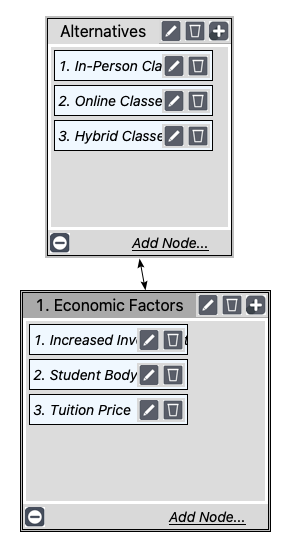 Alternatives
1. In-Person Cla
2. Online Classe
3. Hybrid Classe
Add Node...
1. Economic Factors
1. Increased Inv
2. Student Body
3. Tuition Price
Add Node...